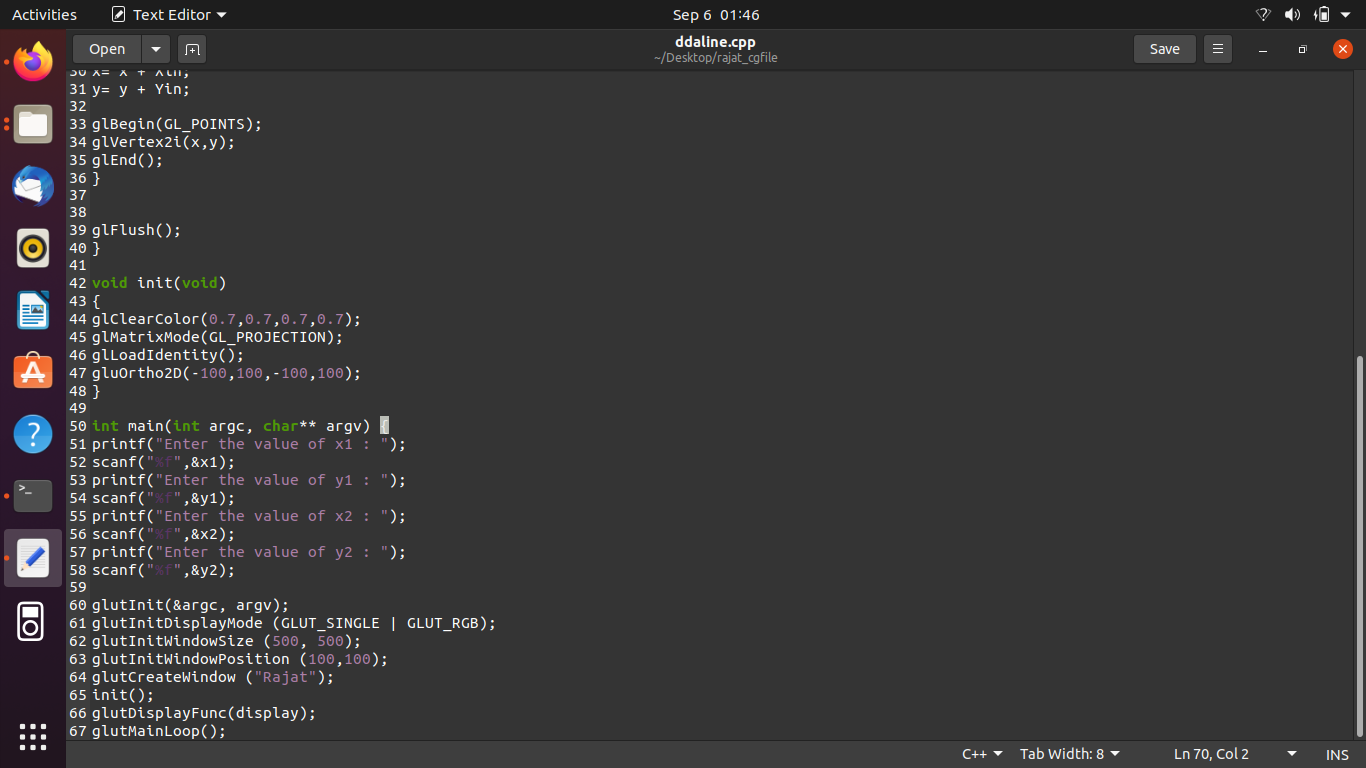 Activities Text Editor Sep 6 01:46
Open ddaline.cpp Save
~/Desktop/rajat_cgfile
30 x= x + Xin;
31 y= y + Yin;
32
33 glBegin(GL_POINTS);
34 glVertex2i(x,y);
35 glEnd();
36 }
37
38
39 glFlush();
40 }
41
42 void init(void)
43 {
44 glClearColor(0.7,0.7,0.7,0.7);
45 glMatrixMode(GL_PROJECTION);
46 glLoadIdentity();
47 gluOrtho2D(-100,100,-100,100);
48 }
49
50 int main(int argc, char** argv) {
51 printf("Enter the value of x1 : ");
52 scanf("%f",&x1);
53 printf("Enter the value of y1 : ");
54 scanf("%f",&y1);
55 printf("Enter the value of x2 : ");
56 scanf("%f",&x2);
57 printf("Enter the value of y2 : ");
58 scanf("%f",&y2);
59
60 glutInit(&argc, argv);
61 glutInitDisplayMode (GLUT_SINGLE | GLUT_RGB);
62 glutInitWindowSize (500, 500);
63 glutInitWindowPosition (100,100);
64 glutCreateWindow ("Rajat");
65 init();
66 glutDisplayFunc(display);
67 glutMainLoop();
C++ Tab Width: 8 Ln 70, Col 2 INS